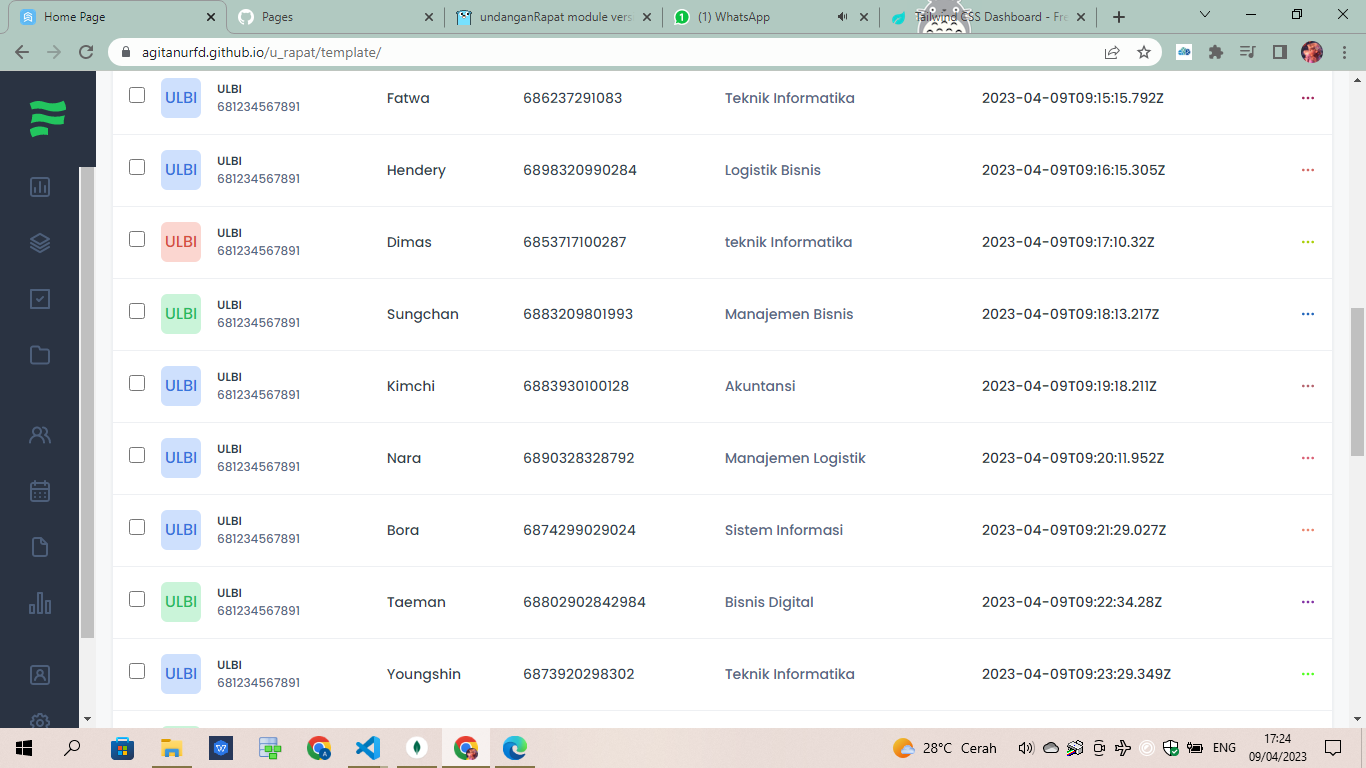 Home Page
Pages
undanganRapat module vers
(1) WhatsApp
Tailwind CSS Dashboard - Fre
agitanurfd.github.io/u_rapat/template/
ULBI ULBI 681234567891 Fatwa 686237291083 Teknik Informatika 2023-04-09T09:15:15.792Z
ULBI ULBI 681234567891 Hendery 6898320990284 Logistik Bisnis 2023-04-09T09:16:15.305Z
ULBI ULBI 681234567891 Dimas 6853717100287 teknik Informatika 2023-04-09T09:17:10.32Z
ULBI ULBI 681234567891 Sungchan 6883209801993 Manajemen Bisnis 2023-04-09T09:18:13.217Z
ULBI ULBI 681234567891 Kimchi 6883930100128 Akuntansi 2023-04-09T09:19:18.211Z
ULBI ULBI 681234567891 Nara 6890328328792 Manajemen Logistik 2023-04-09T09:20:11.952Z
ULBI ULBI 681234567891 Bora 6874299029024 Sistem Informasi 2023-04-09T09:21:29.027Z
ULBI ULBI 681234567891 Taeman 68802902842984 Bisnis Digital 2023-04-09T09:22:34.28Z
ULBI ULBI 681234567891 Youngshin 6873920298302 Teknik Informatika 2023-04-09T09:23:29.349Z
28°C Cerah
ENG
17:24
09/04/2023